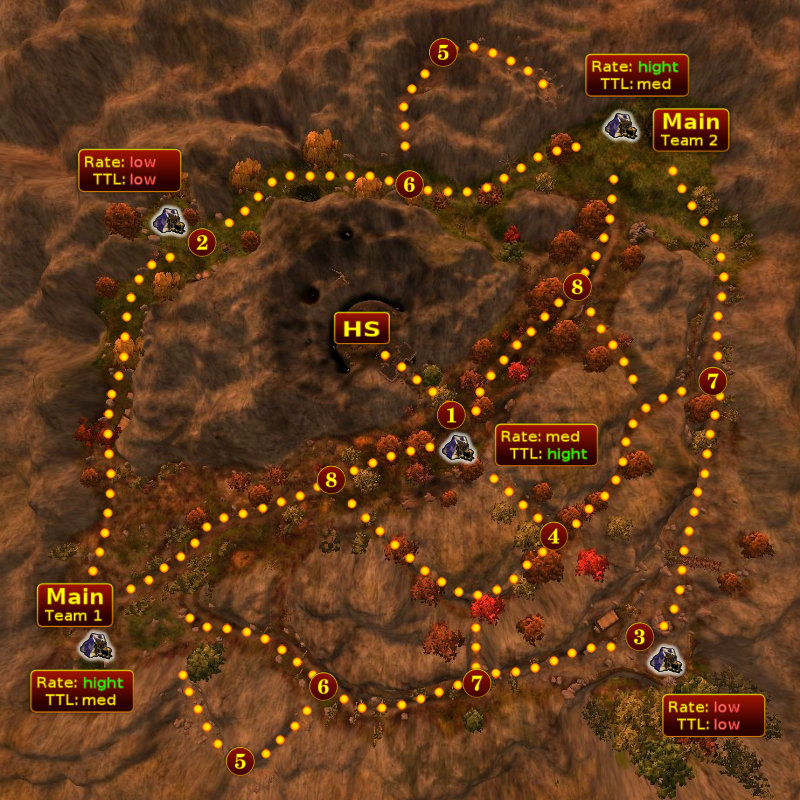 5
Rate: hight
TTL: med
Main
Team 2
Rate: low
TTL: low
6
2
8
HS
7
1
Rate: med
TTL: hight
8
4
Main
Team 1
3
Rate: hight
TTL: med
6
7
Rate: low
TTL: low
5